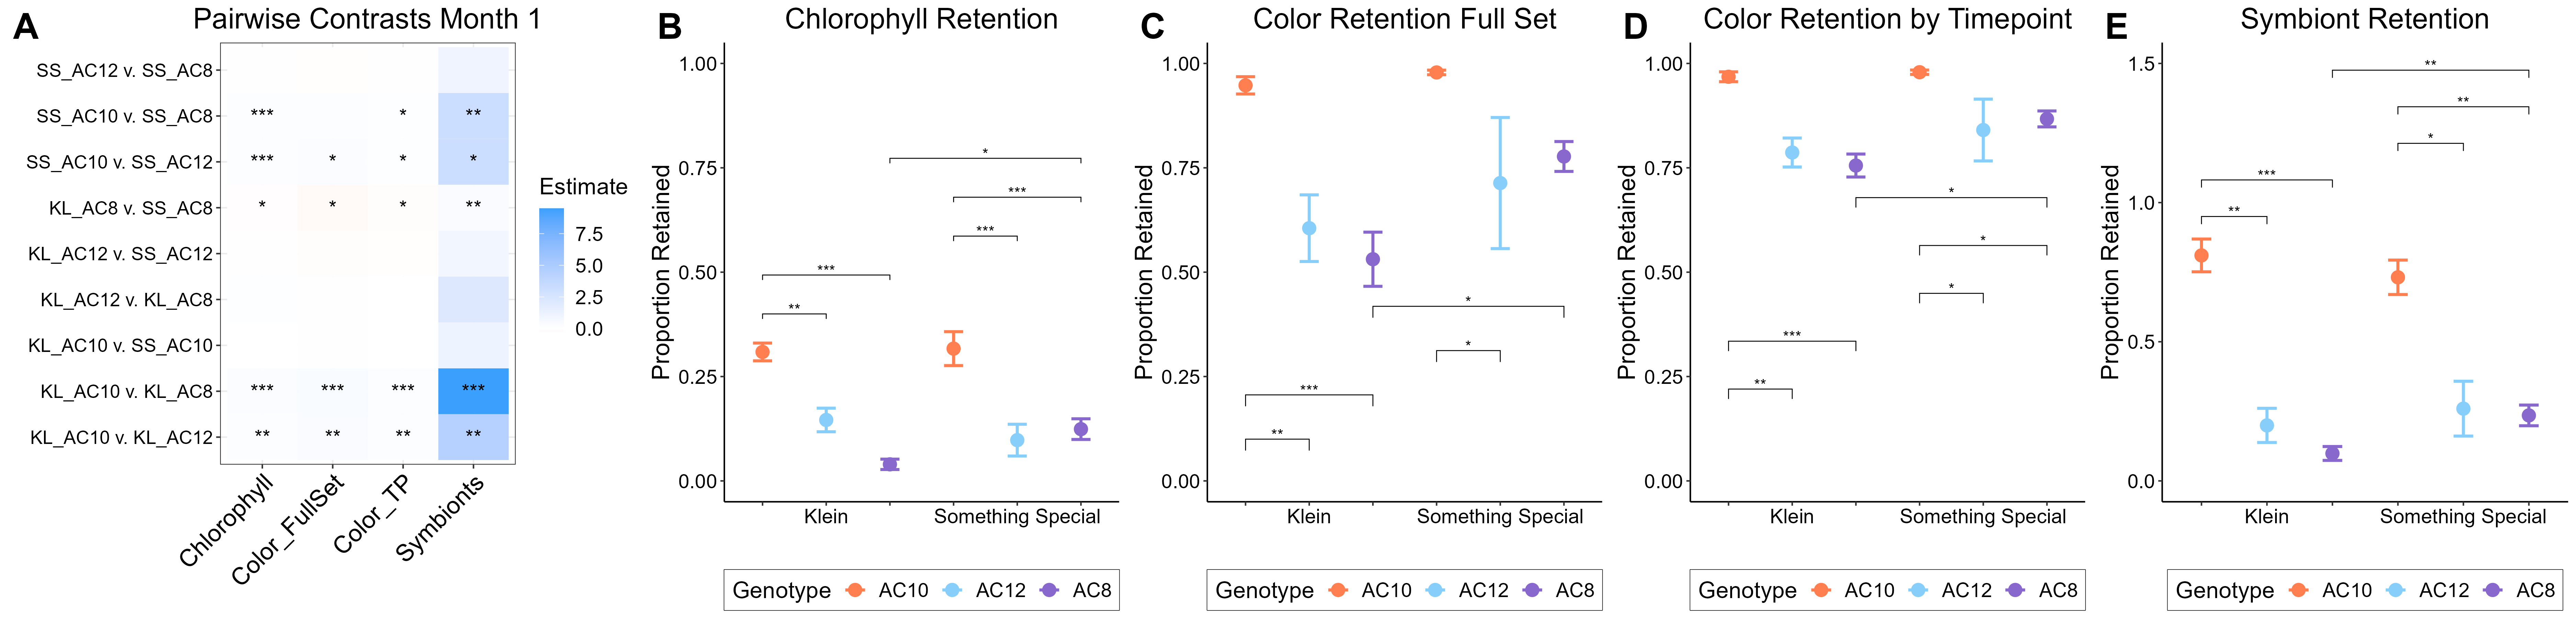 A
Pairwise Contrasts Month 1
SS_AC12 v. SS_AC8
SS_AC10 v. SS_AC8
*** * **
SS_AC10 v. SS_AC12
*** * * *
KL_AC8 v. SS_AC8
* * * **
KL_AC12 v. SS_AC12
KL_AC12 v. KL_AC8
KL_AC10 v. SS_AC10
KL_AC10 v. KL_AC8
*** *** *** ***
KL_AC10 v. KL_AC12
** ** ** **
Chlorophyll
Color_FullSet
Color_TP
Symbionts
Estimate
7.5
5.0
2.5
0.0
B
Chlorophyll Retention
Proportion Retained
1.00
0.75
0.50
0.25
0.00
*
***
***
***
**
Klein
Something Special
Genotype AC10 AC12 AC8
C
Color Retention Full Set
Proportion Retained
1.00
0.75
0.50
0.25
0.00
*
*
***
**
Klein
Something Special
Genotype AC10 AC12 AC8
D
Color Retention by Timepoint
Proportion Retained
1.00
0.75
0.50
0.25
0.00
*
*
*
***
**
Klein
Something Special
Genotype AC10 AC12 AC8
E
Symbiont Retention
Proportion Retained
1.5
1.0
0.5
0.0
**
**
*
***
**
Klein
Something Special
Genotype AC10 AC12 AC8